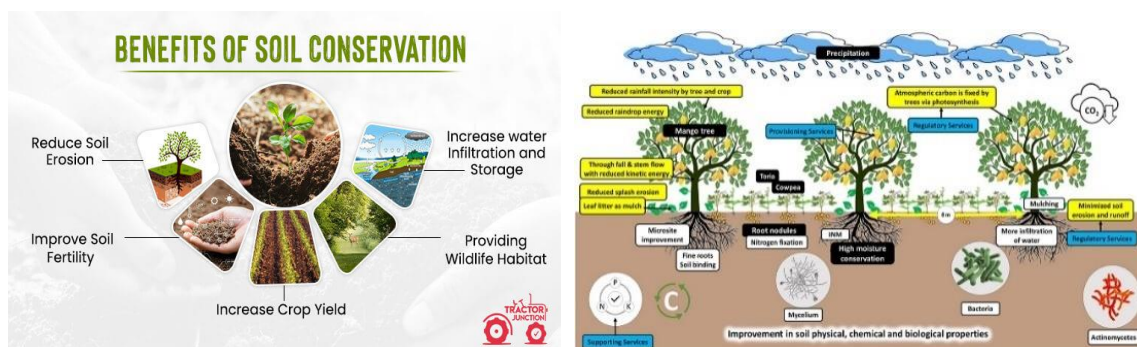 BENEFITS OF SOIL CONSERVATION
Reduce Soil
Erosion
Increase water
Infiltration and
Storage
Improve Soil
Fertility
Providing
Wildlife Habitat
Increase Crop Yield
TRACTOR
JUNCTION
Precipitation
Reduced rainfall intensity by tree and crop
Reduced raindrop energy
Mango tree
Atmospheric carbon is fixed by
trees via photosynthesis
Provisioning Services
Regulatory Services
CO2
Through fall & stem flow
with reduced kinetic energy
Toria
Cowpea
Reduced splash erosion
Leaf litter as mulch
Mulching
Minimized soil
erosion and runoff
Microsite
improvement
Root nodules
Nitrogen fixation
INM
More infiltration
of water
Regulatory Services
Fine roots
Soil binding
High moisture
conservation
P
N
K
C
Mycelium
Bacteria
Actinomycetes
Improvement in soil physical, chemical and biological properties
Supporting Services